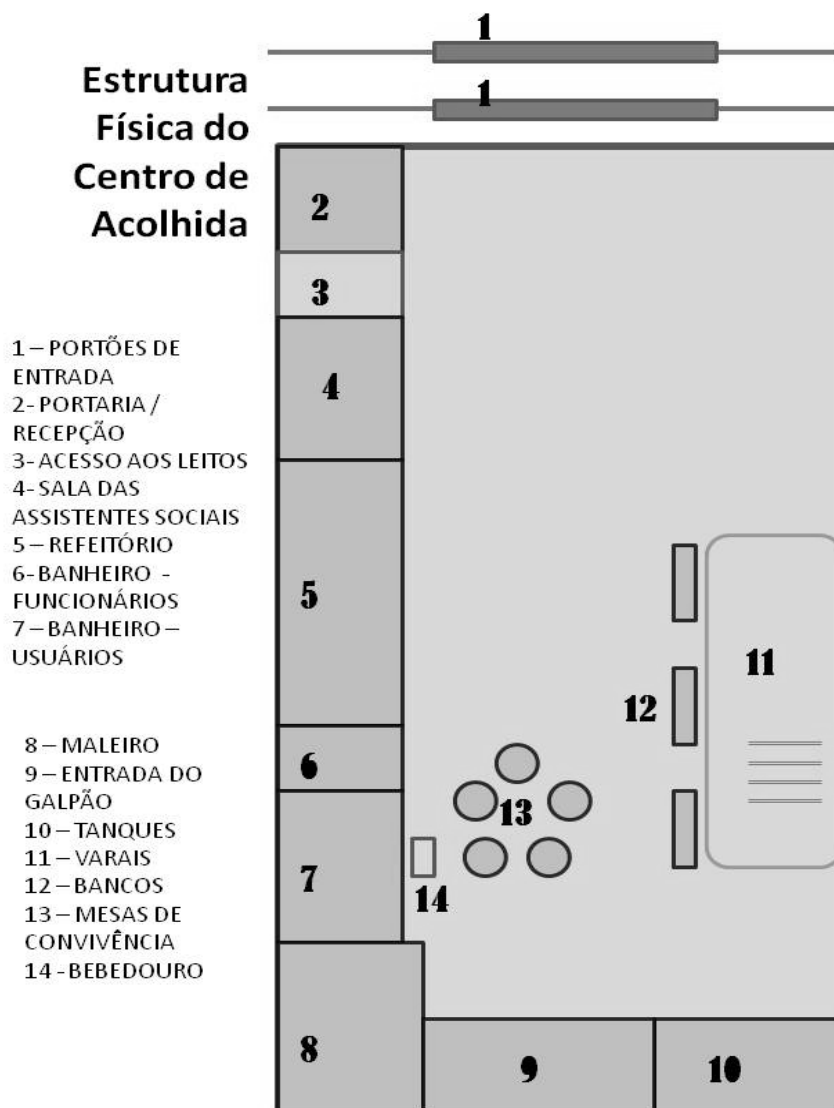 Estrutura
Física do
Centro de
Acolhida
1 – PORTÕES DE
ENTRADA
2- PORTARIA /
RECEPÇÃO
3- ACESSO AOS LEITOS
4- SALA DAS
ASSISTENTES SOCIAIS
5 – REFEITÓRIO
6- BANHEIRO -
FUNCIONÁRIOS
7 – BANHEIRO –
USUÁRIOS
8 – MALEIRO
9 – ENTRADA DO
GALPÃO
10 – TANQUES
11 – VARAIS
12 – BANCOS
13 – MESAS DE
CONVIVÊNCIA
14 - BEBEDOURO
1
1
2
3
4
5
11
12
6
13
7
14
8
9
10